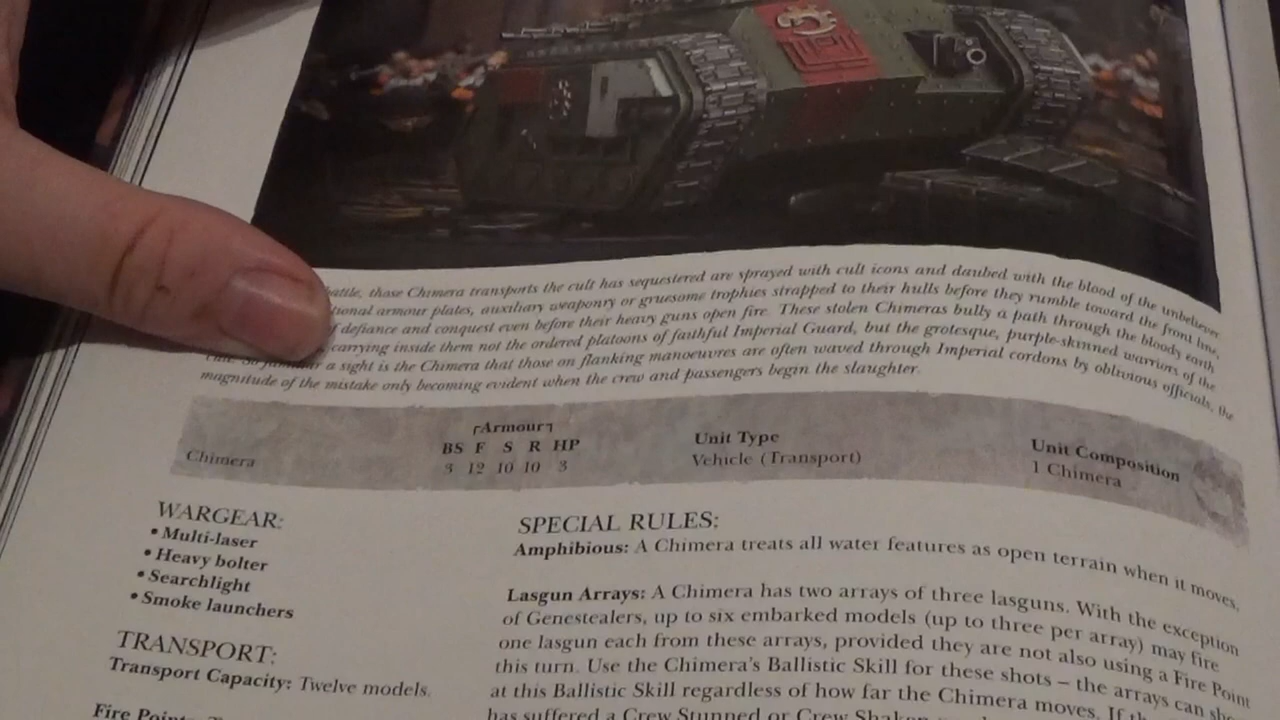 battle, those Chimera transports the cult has sequestered are sprayed with cult icons and daubed with the blood of the unbeliever
tional armour plates, auxiliary weaponry or gruesome trophies strapped to their hulls before they rumble toward the front line,
f defiance and conquest even before their heavy guns open fire. These stolen Chimeras bully a path through the bloody earth
carrying inside them not the ordered platoons of faithful Imperial Guard, but the grotesque, purple-skinned warriors of the
a sight is the Chimera that those on flanking manoeuvres are often waved through Imperial cordons by oblivious officials, the
magnitude of the mistake only becoming evident when the crew and passengers begin the slaughter.
Armour
BS F S R HP
Chimera 3 12 10 10 3
Unit Type
Vehicle (Transport)
Unit Composition
1 Chimera
WARGEAR:
• Multi-laser
• Heavy bolter
• Searchlight
• Smoke launchers
TRANSPORT:
Transport Capacity: Twelve models.
Fire Points:
SPECIAL RULES:
Amphibious: A Chimera treats all water features as open terrain when it moves.
Lasgun Arrays: A Chimera has two arrays of three lasguns. With the exception
of Genestealers, up to six embarked models (up to three per array) may fire
one lasgun each from these arrays, provided they are not also using a Fire Point
this turn. Use the Chimera's Ballistic Skill for these shots – the arrays can
at this Ballistic Skill regardless of how far the Chimera moves. If
has suffered a Crew Stunned or Crew